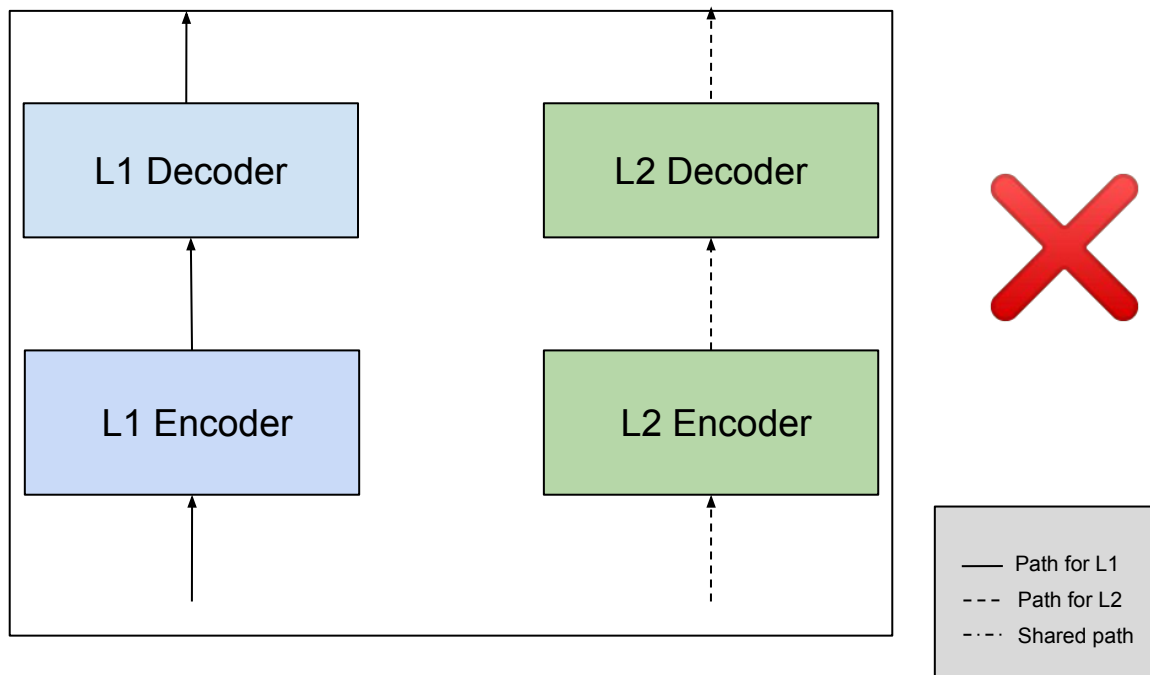 L1 Decoder
L2 Decoder
L1 Encoder
L2 Encoder
Path for L1
Path for L2
Shared path